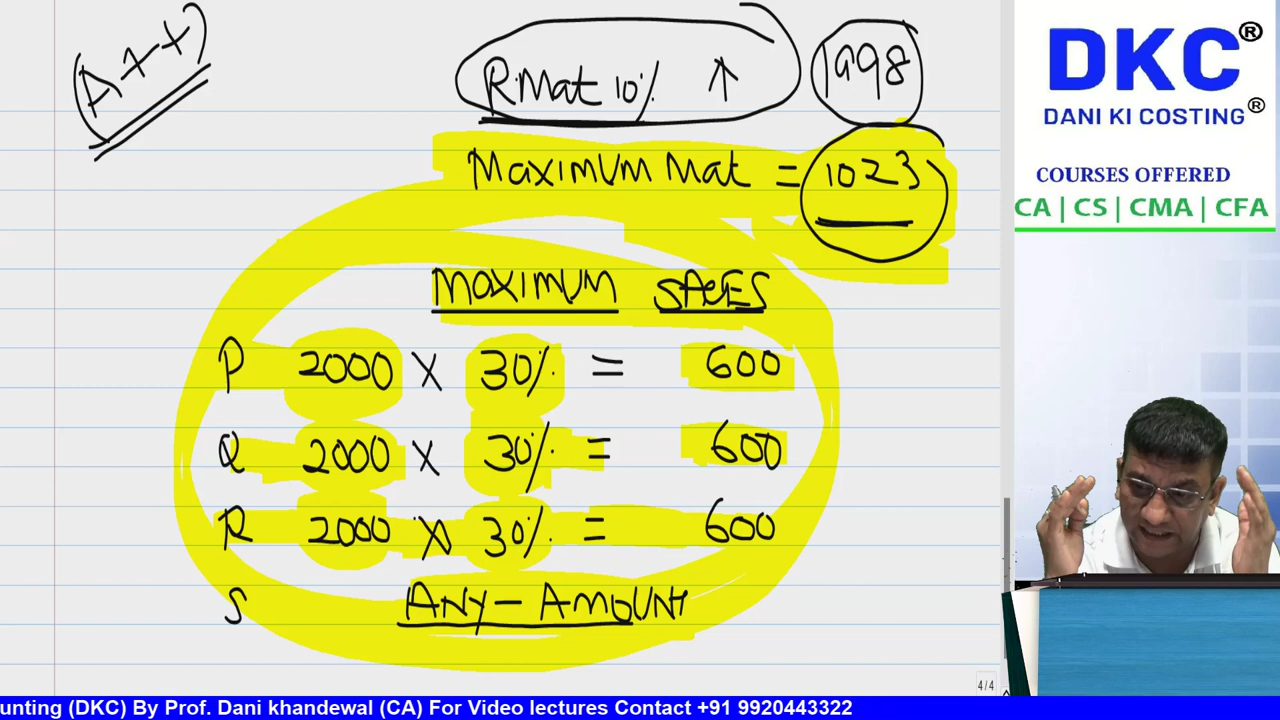 (A++)
R.Mat 10% ↑ 1998
MAXIMUM Mat = 1023
MAXIMUM SALES
P 2000 X 30% = 600
Q 2000 X 30% = 600
R 2000 X 30% = 600
S ANY - AMOUNT
4/4
DKC®
DANI KI COSTING®
COURSES OFFERED
CA | CS | CMA | CFA
unting (DKC) By Prof. Dani khandewal (CA) For Video lectures Contact +91 9920443322